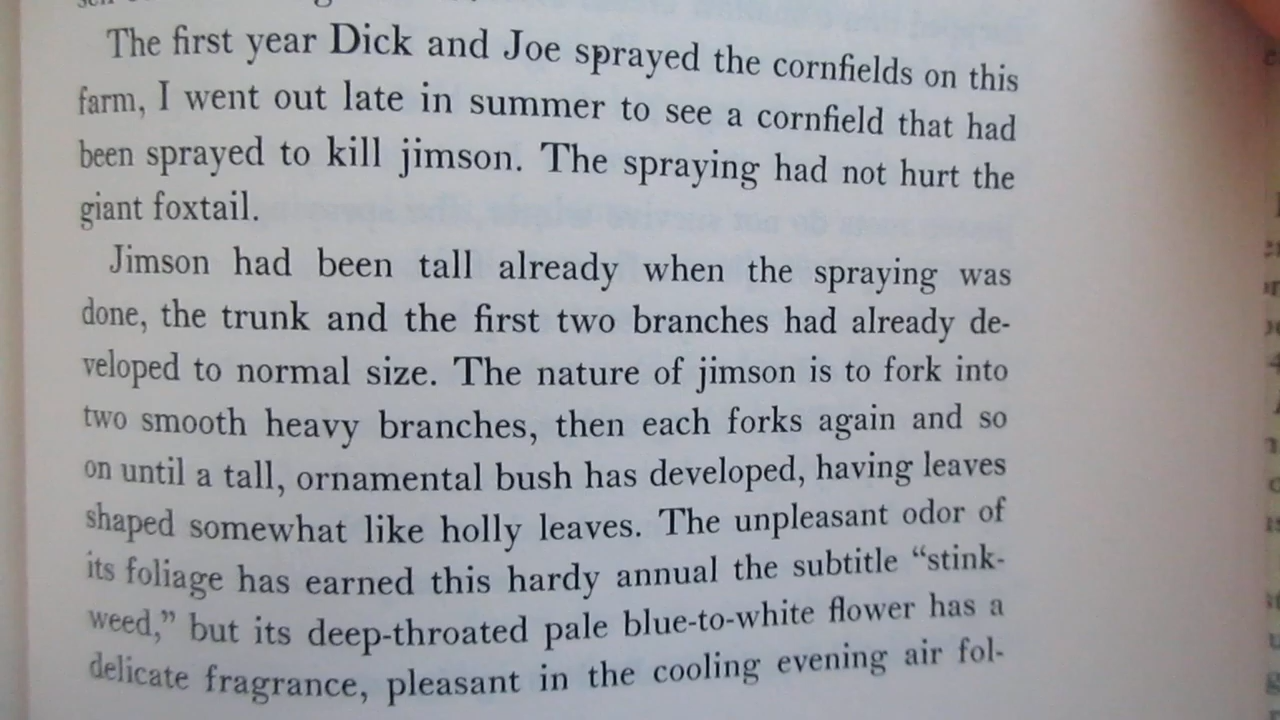 The first year Dick and Joe sprayed the cornfields on this
farm, I went out late in summer to see a cornfield that had
been sprayed to kill jimson. The spraying had not hurt the
giant foxtail.
Jimson had been tall already when the spraying was
done, the trunk and the first two branches had already de-
veloped to normal size. The nature of jimson is to fork into
two smooth heavy branches, then each forks again and so
on until a tall, ornamental bush has developed, having leaves
shaped somewhat like holly leaves. The unpleasant odor of
its foliage has earned this hardy annual the subtitle “stink-
weed,” but its deep-throated pale blue-to-white flower has a
delicate fragrance, pleasant in the cooling evening air fol-